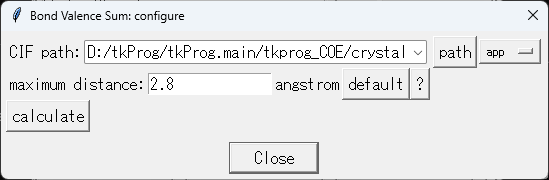 Bond Valence Sum: configure
CIF path: D:/tkProg/tkProg.main/tkprog_COE/crystal path app
maximum distance: 2.8 angstrom default ?
calculate
Close